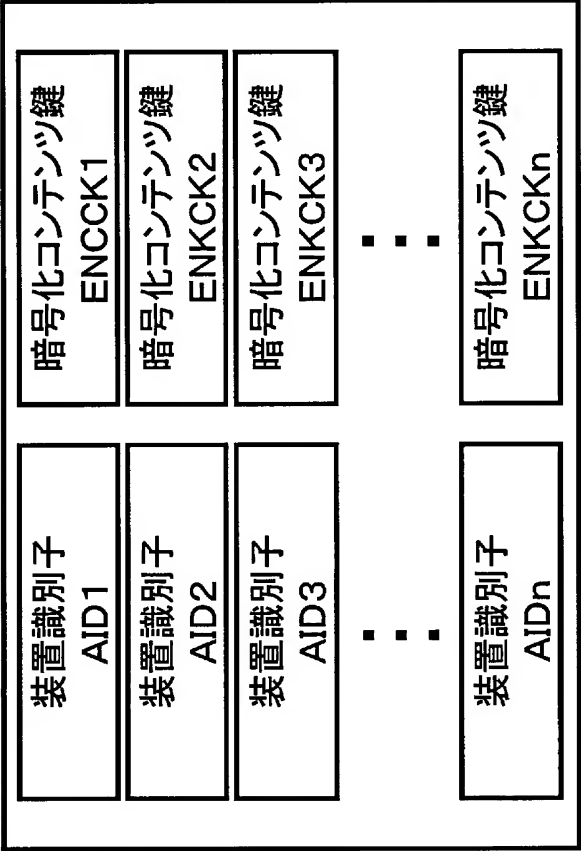 装置識別子
AID1
暗号化コンテンツ鍵
ENCCK1
装置識別子
AID2
暗号化コンテンツ鍵
ENKCK2
装置識別子
AID3
暗号化コンテンツ鍵
ENKCK3
装置識別子
AIDn
暗号化コンテンツ鍵
ENKCKn